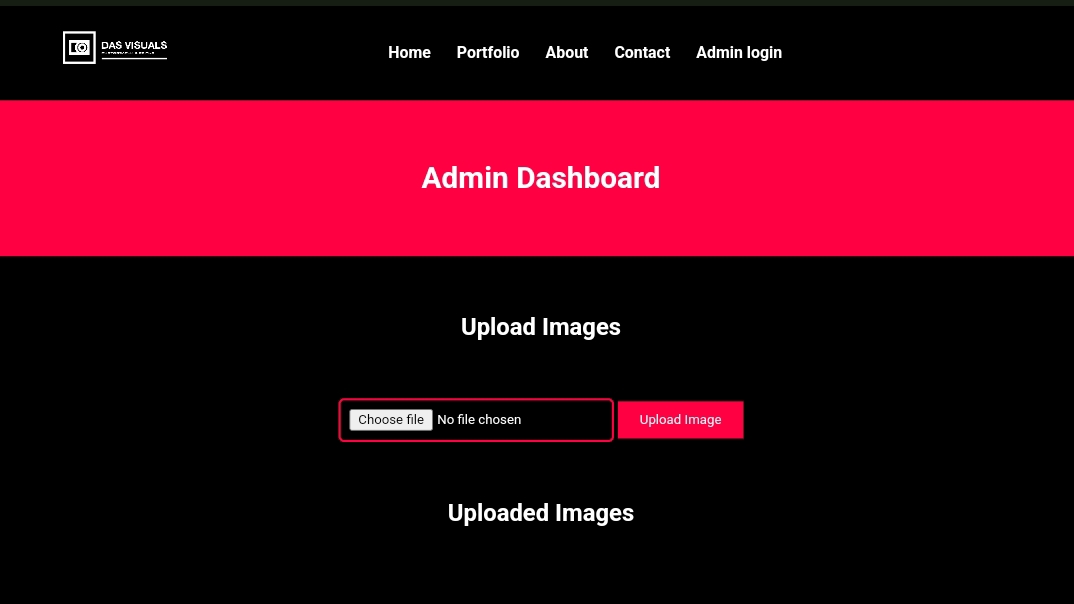 DAS VISUALS
Home Portfolio About Contact Admin login
Admin Dashboard
Upload Images
Choose file No file chosen Upload Image
Uploaded Images